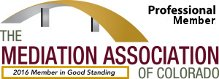 Professional
Member
THE
MEDIATION ASSOCIATION
2016 Member in Good Standing
OF COLORADO